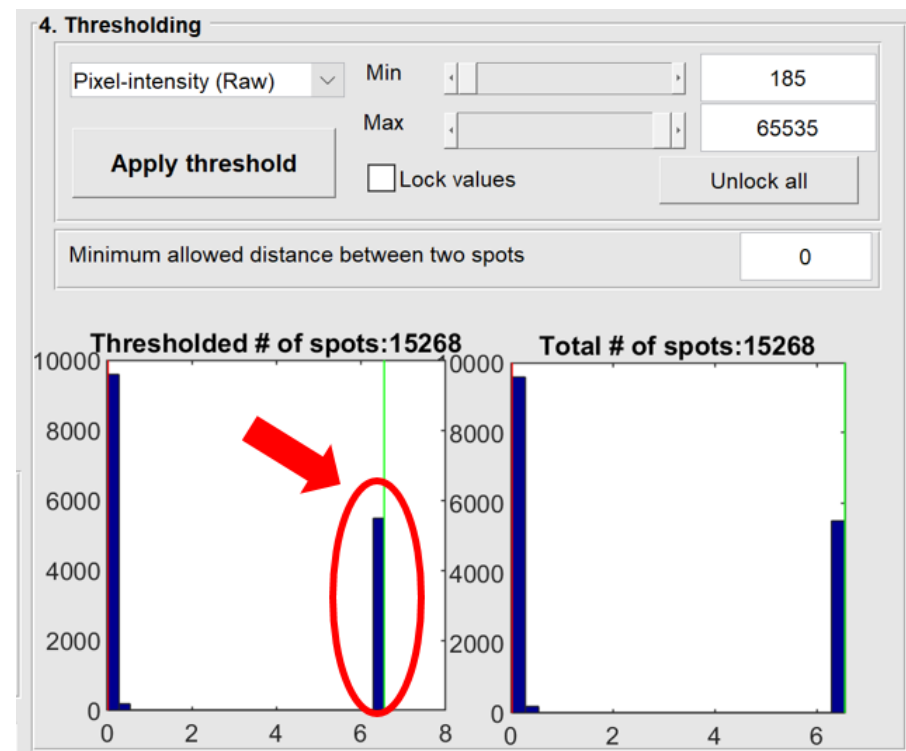 4. Thresholding
Pixel-intensity (Raw)
Min
185
Max
65535
Apply threshold
Lock values
Unlock all
Minimum allowed distance between two spots
0
Thresholded # of spots:15268
Total # of spots:15268
10000
8000
6000
4000
2000
0
0 2 4 6 8
0000
8000
6000
4000
2000
0
0 2 4 6